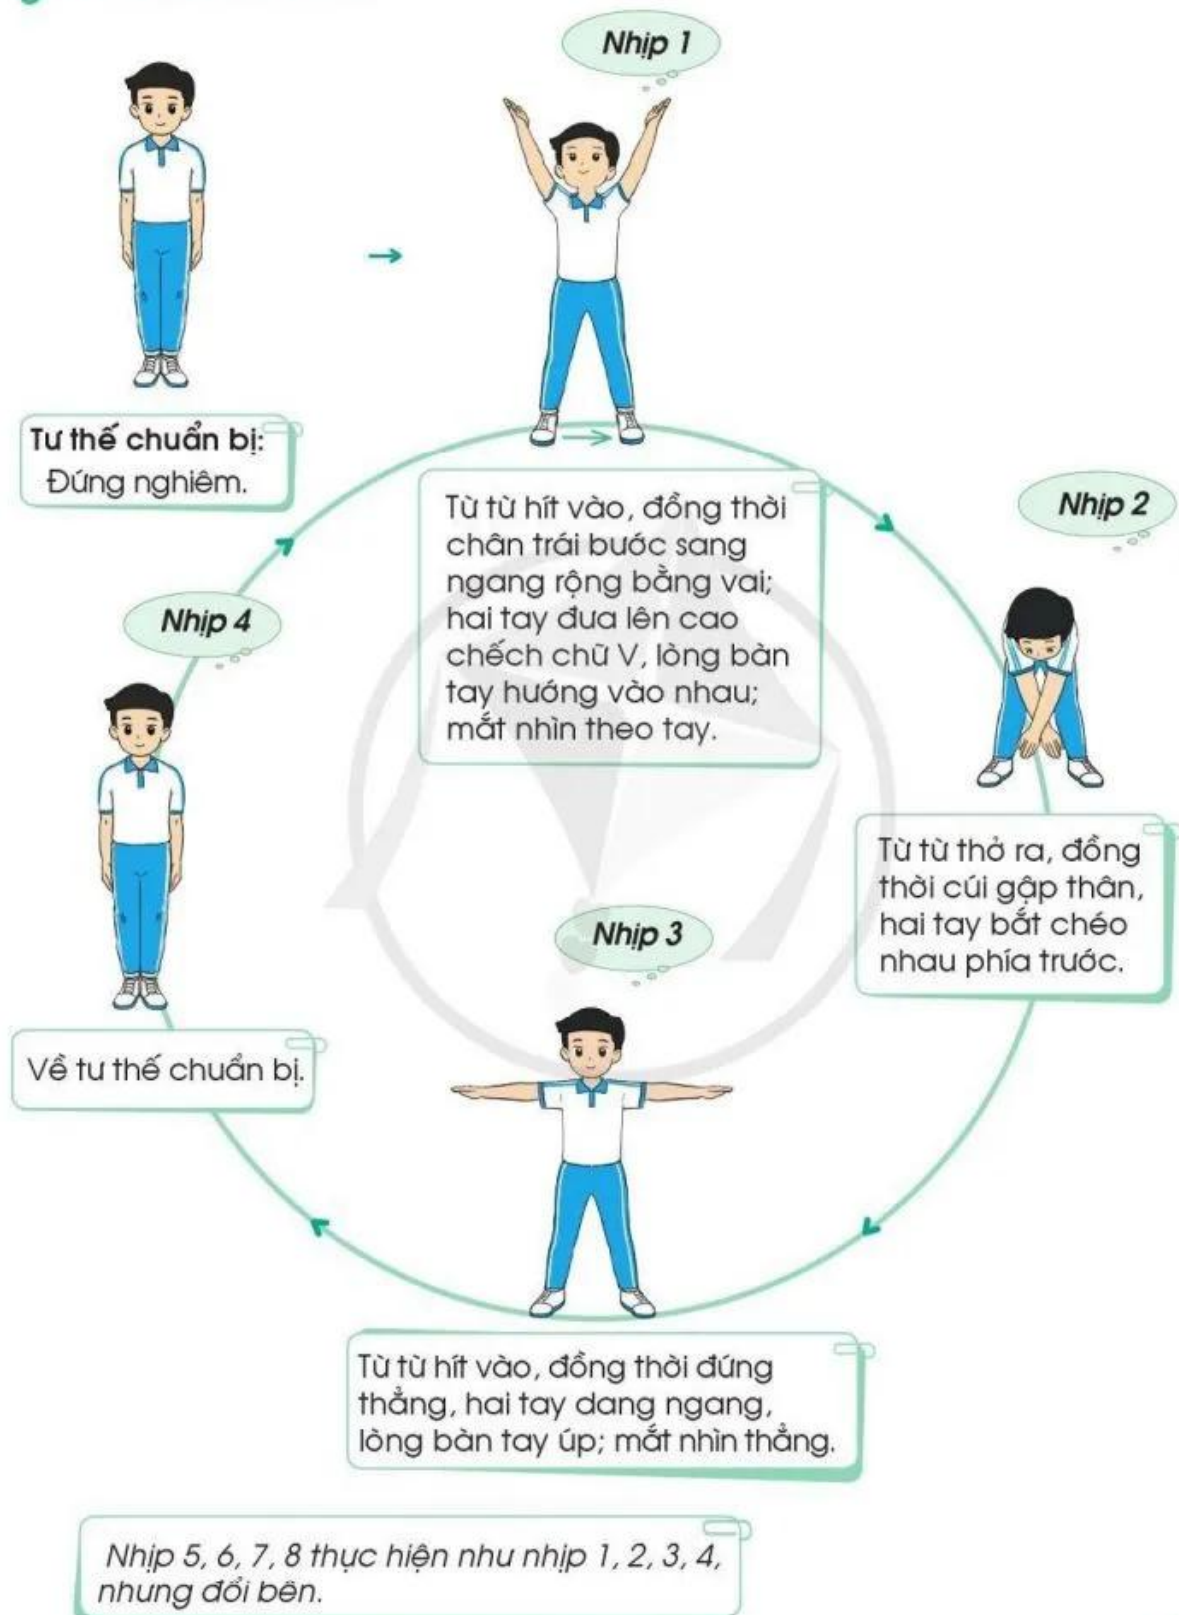 Nhịp 1
Tư thế chuẩn bị:
Đứng nghiêm.
Từ từ hít vào, đồng thời
chân trái bước sang
ngang rộng bằng vai;
hai tay đưa lên cao
chếch chữ V, lòng bàn
tay hướng vào nhau;
mắt nhìn theo tay.
Nhịp 2
Từ từ thở ra, đồng
thời cúi gập thân,
hai tay bắt chéo
nhau phía trước.
Nhịp 3
Từ từ hít vào, đồng thời đứng
thẳng, hai tay dang ngang,
lòng bàn tay úp; mắt nhìn thẳng.
Nhịp 4
Về tư thế chuẩn bị.
Nhịp 5, 6, 7, 8 thực hiện như nhịp 1, 2, 3, 4,
nhưng đổi bên.